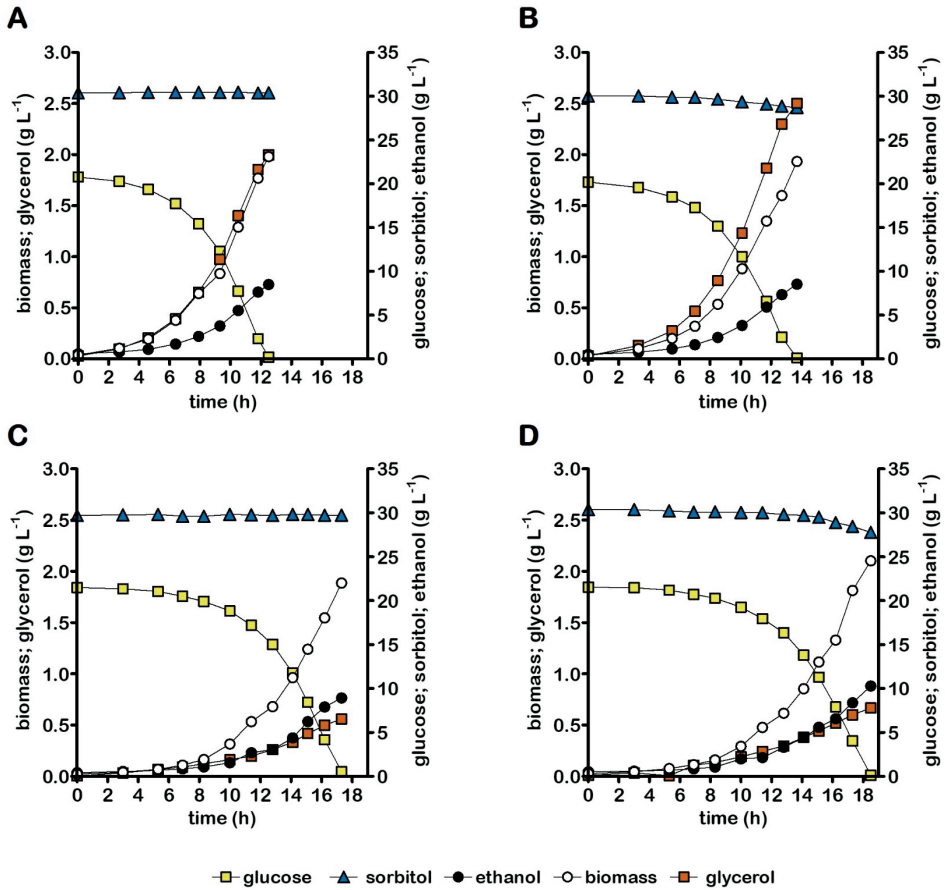 A
B
3.0
2.5
2.0
1.5
1.0
0.5
0.0
biomass; glycerol (g L⁻¹)
35
30
25
20
15
10
5
0
glucose; sorbitol; ethanol (g L⁻¹)
0 2 4 6 8 10 12 14 16 18
time (h)
3.0
2.5
2.0
1.5
1.0
0.5
0.0
biomass; glycerol (g L⁻¹)
35
30
25
20
15
10
5
0
glucose; sorbitol; ethanol (g L⁻¹)
0 2 4 6 8 10 12 14 16 18
time (h)
C
D
3.0
2.5
2.0
1.5
1.0
0.5
0.0
biomass; glycerol (g L⁻¹)
35
30
25
20
15
10
5
0
glucose; sorbitol; ethanol (g L⁻¹)
0 2 4 6 8 10 12 14 16 18
time (h)
3.0
2.5
2.0
1.5
1.0
0.5
0.0
biomass; glycerol (g L⁻¹)
35
30
25
20
15
10
5
0
glucose; sorbitol; ethanol (g L⁻¹)
0 2 4 6 8 10 12 14 16 18
time (h)
glucose sorbitol ethanol biomass glycerol